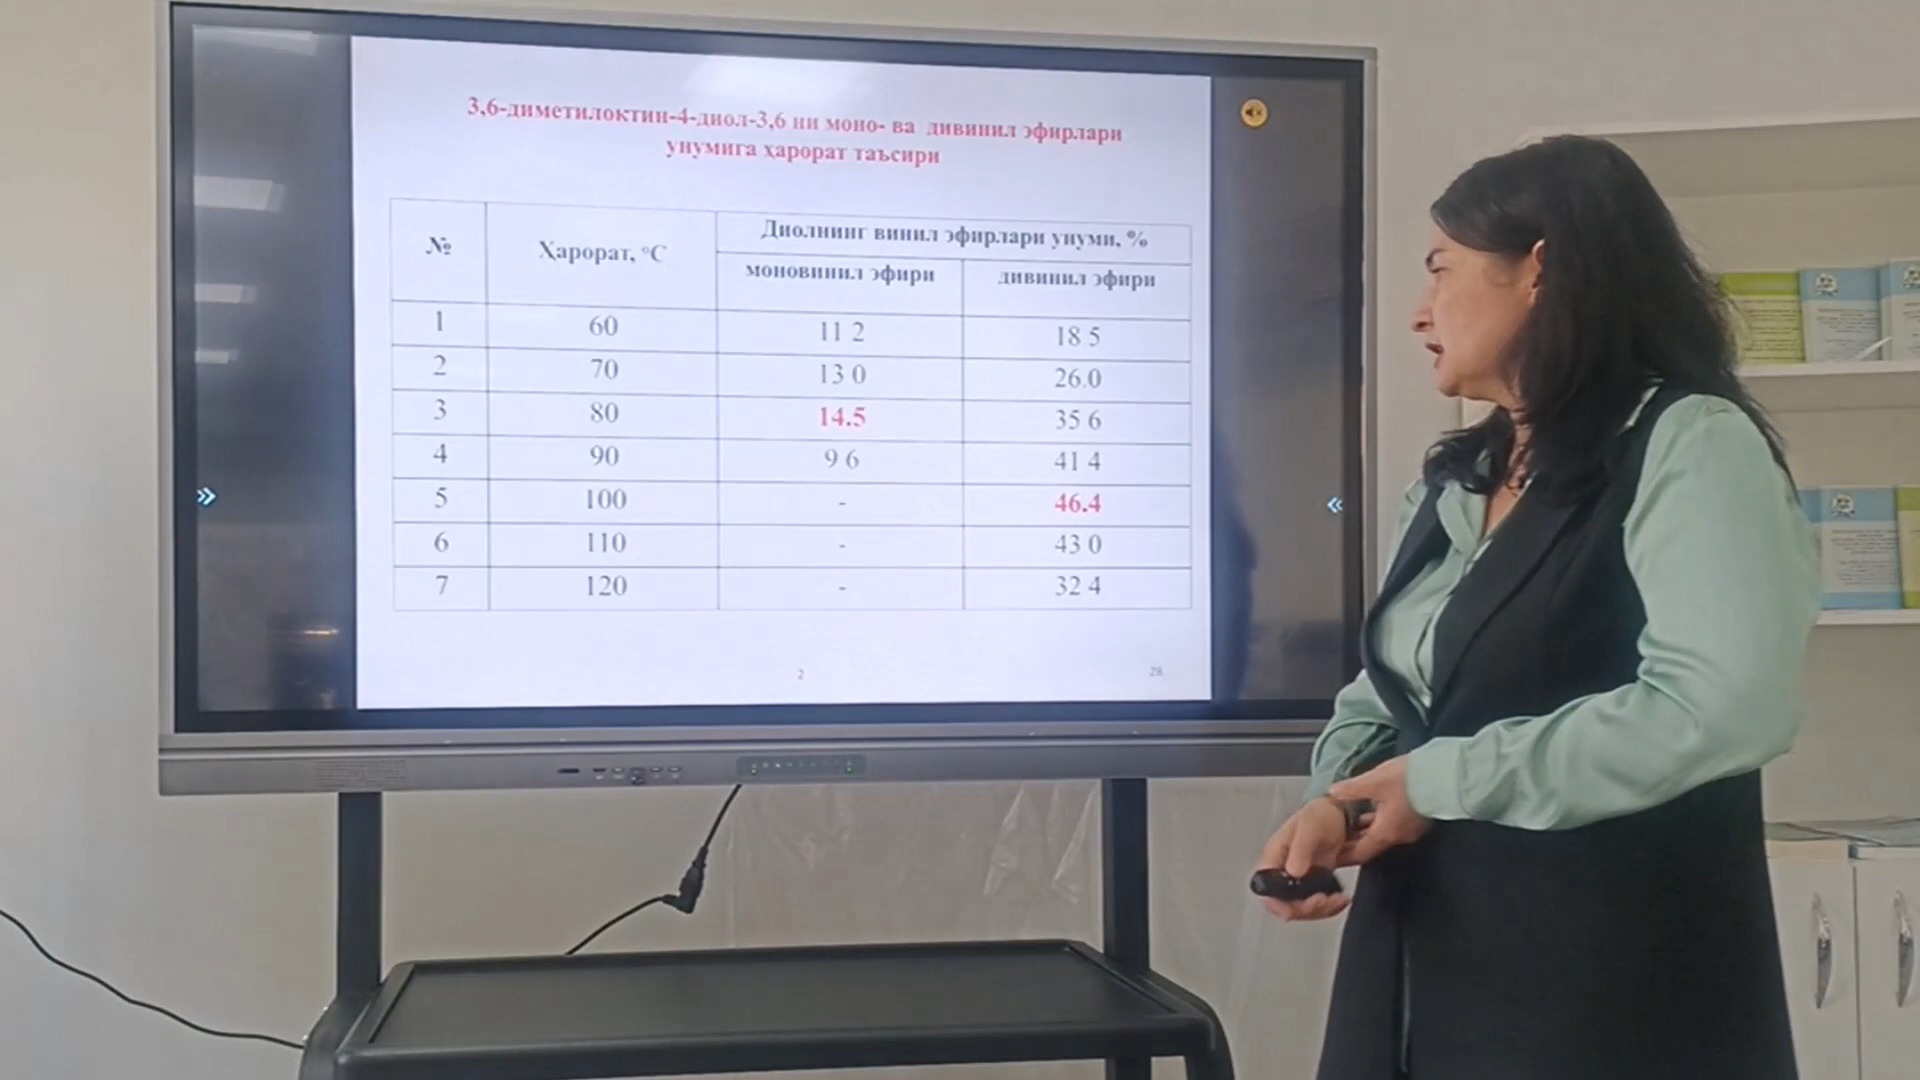 3,6-диметилоктин-4-диол-3,6 ни моно- ва дивинил эфирлари
унумига ҳарорат таъсири
№ Ҳарорат, °С Диолнинг винил эфирлари унуми, %
моновинил эфири дивинил эфири
1 60 11 2 18 5
2 70 13 0 26.0
3 80 14.5 35 6
4 90 9 6 41 4
5 100 - 46.4
6 110 - 43 0
7 120 - 32 4
2 28